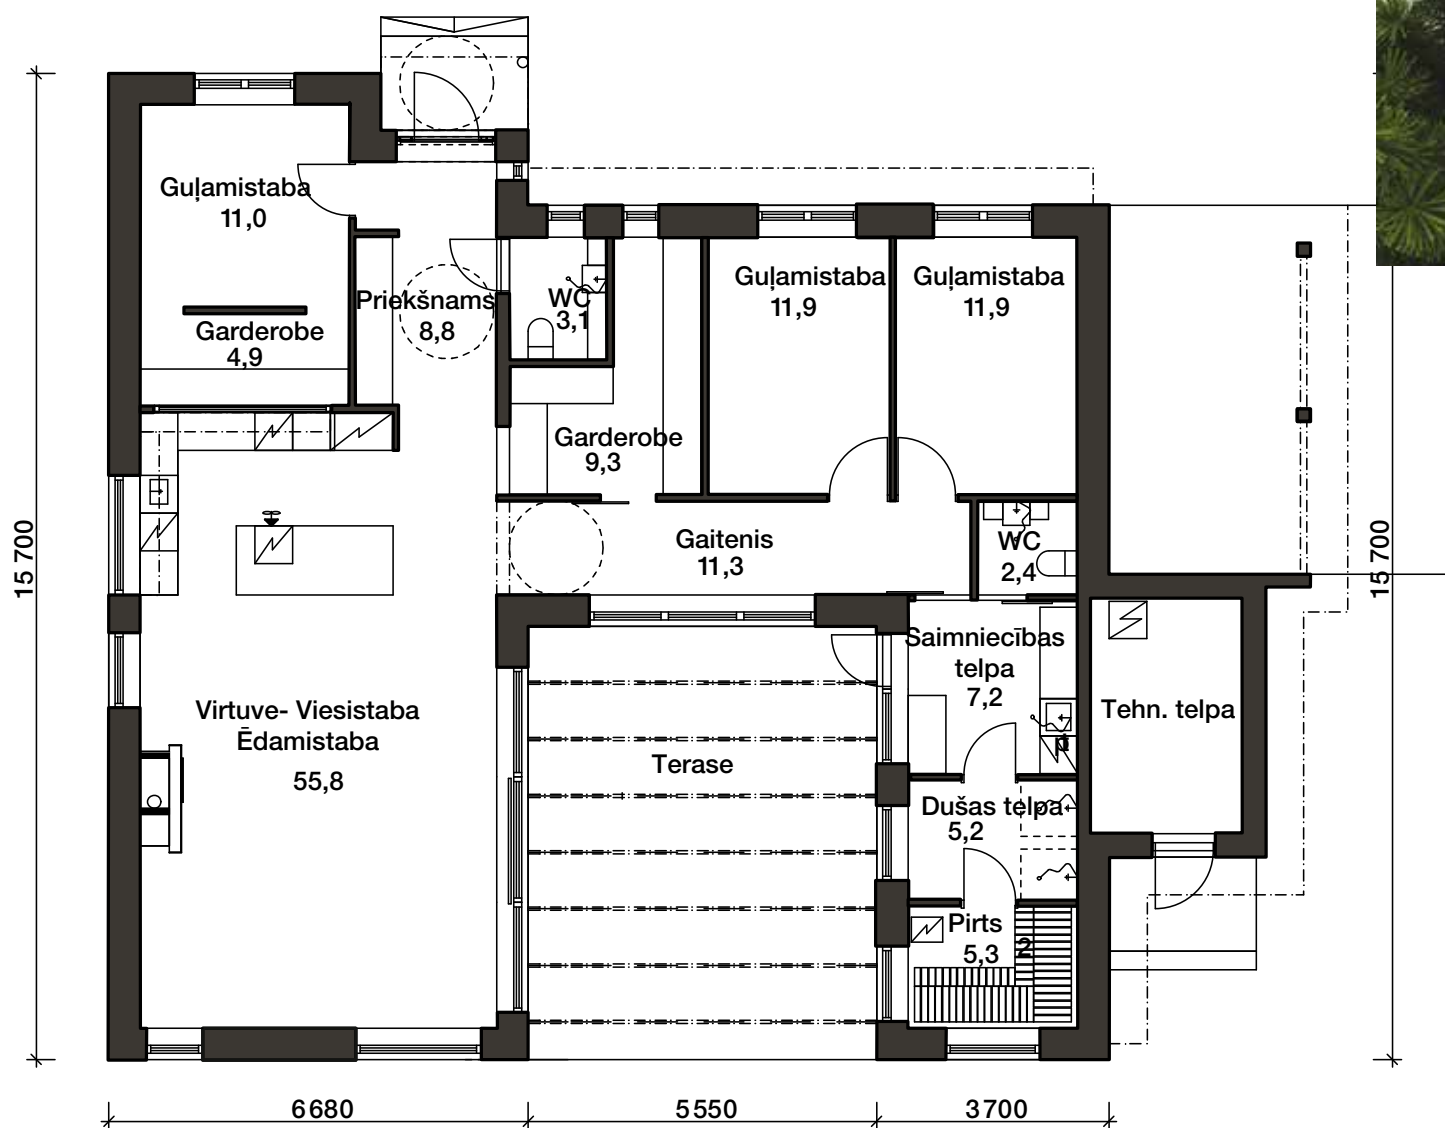 Guļamistaba
11,0
Garderobe
4,9
Priekšnams
8,8
WC
3,1
Garderobe
9,3
Guļamistaba
11,9
Guļamistaba
11,9
Gaitenis
11,3
WC
2,4
Saimniecības
telpa
7,2
Tehn. telpa
Virtuve- Viesistaba
Ēdamistaba
55,8
Terase
Dušas telpa
5,2
Pirts
5,3
2
15 700
15 700
6680
5550
3700